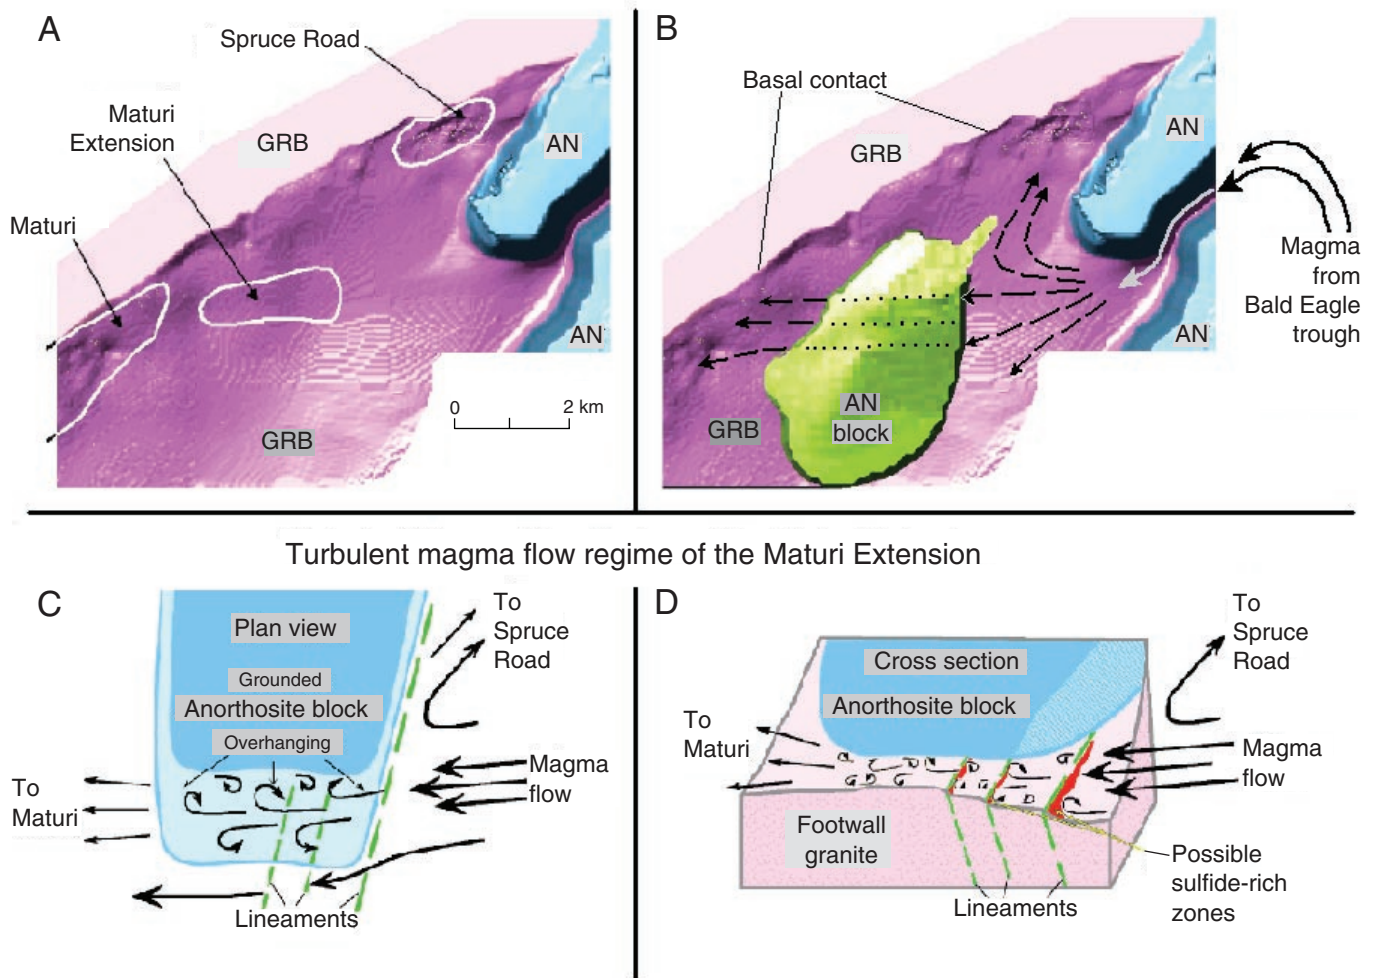 A
Spruce Road
Maturi
Extension
Maturi
GRB
AN
AN
GRB
0
2 km
B
Basal contact
GRB
AN
AN
Magma
from
Bald Eagle
trough
AN
block
GRB
Turbulent magma flow regime of the Maturi Extension
C
Plan view
Grounded
Anorthosite block
Overhanging
To
Spruce
Road
Magma
flow
To
Maturi
Lineaments
D
Cross section
Anorthosite block
To
Spruce
Road
To
Maturi
Magma
flow
Footwall
granite
Possible
sulfide-rich
zones
Lineaments